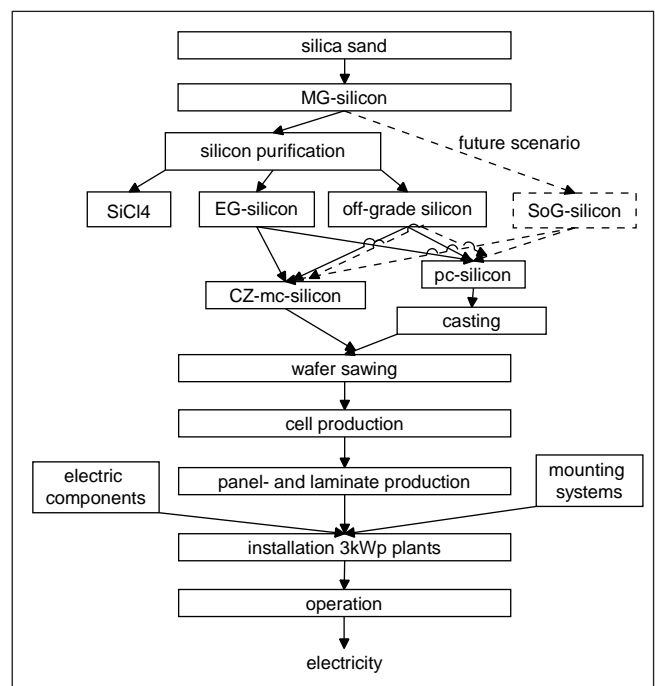 silica sand
MG-silicon
future scenario
silicon purification
SiCl4
EG-silicon
off-grade silicon
SoG-silicon
pc-silicon
CZ-mc-silicon
casting
wafer sawing
cell production
electric
components
panel- and laminate production
mounting
systems
installation 3kWp plants
operation
electricity